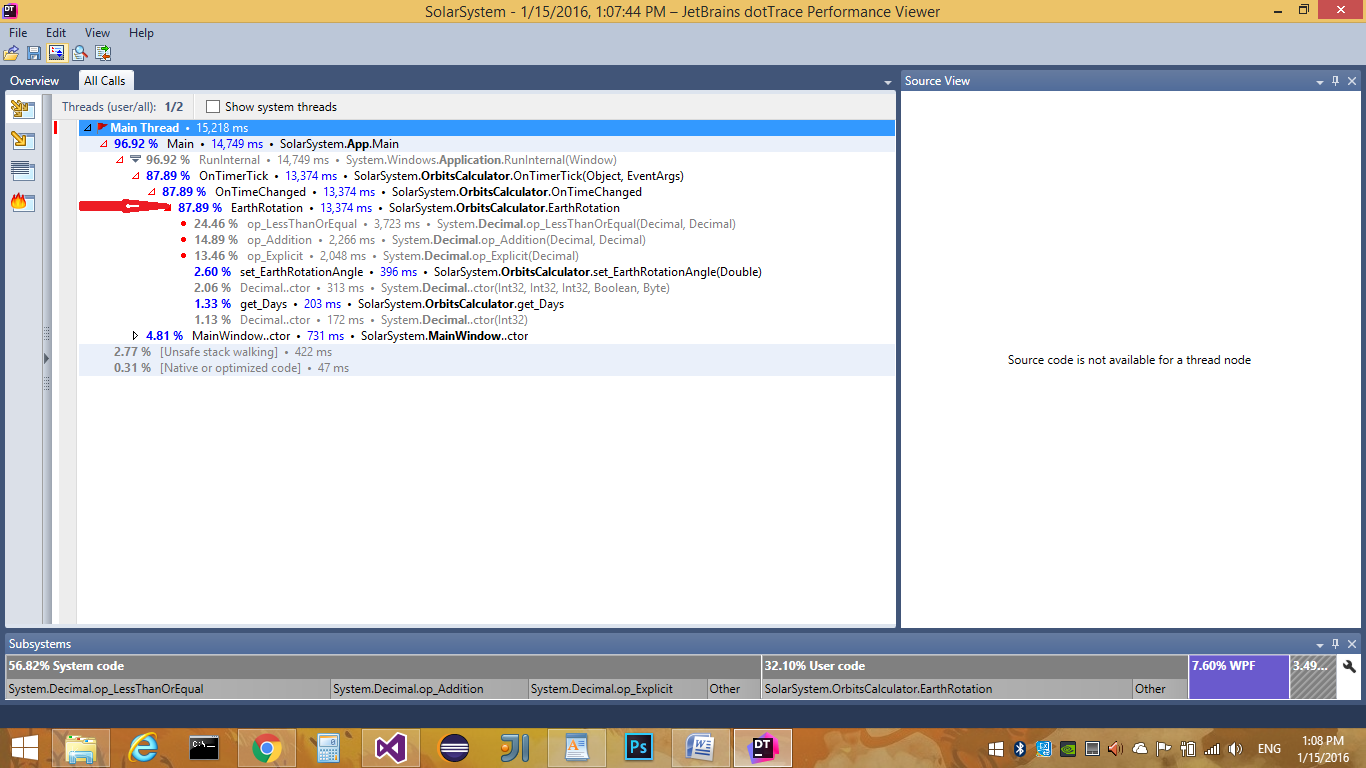 SolarSystem - 1/15/2016, 1:07:44 PM – JetBrains dotTrace Performance Viewer
File Edit View Help
Overview All Calls
Source View
Threads (user/all): 1/2 Show system threads
Main Thread • 15,218 ms
96.92 % Main • 14,749 ms • SolarSystem.App.Main
96.92 % RunInternal • 14,749 ms • System.Windows.Application.RunInternal(Window)
87.89 % OnTimerTick • 13,374 ms • SolarSystem.OrbitsCalculator.OnTimerTick(Object, EventArgs)
87.89 % OnTimeChanged • 13,374 ms • SolarSystem.OrbitsCalculator.OnTimeChanged
87.89 % EarthRotation • 13,374 ms • SolarSystem.OrbitsCalculator.EarthRotation
24.46 % op_LessThanOrEqual • 3,723 ms • System.Decimal.op_LessThanOrEqual(Decimal, Decimal)
14.89 % op_Addition • 2,266 ms • System.Decimal.op_Addition(Decimal, Decimal)
13.46 % op_Explicit • 2,048 ms • System.Decimal.op_Explicit(Decimal)
2.60 % set_EarthRotationAngle • 396 ms • SolarSystem.OrbitsCalculator.set_EarthRotationAngle(Double)
2.06 % Decimal..ctor • 313 ms • System.Decimal..ctor(Int32, Int32, Int32, Boolean, Byte)
1.33 % get_Days • 203 ms • SolarSystem.OrbitsCalculator.get_Days
1.13 % Decimal..ctor • 172 ms • System.Decimal..ctor(Int32)
4.81 % MainWindow..ctor • 731 ms • SolarSystem.MainWindow..ctor
2.77 % [Unsafe stack walking] • 422 ms
0.31 % [Native or optimized code] • 47 ms
Source code is not available for a thread node
Subsystems
56.82% System code 32.10% User code 7.60% WPF 3.49...
System.Decimal.op_LessThanOrEqual System.Decimal.op_Addition System.Decimal.op_Explicit Other SolarSystem.OrbitsCalculator.EarthRotation Other
ENG
1:08 PM
1/15/2016